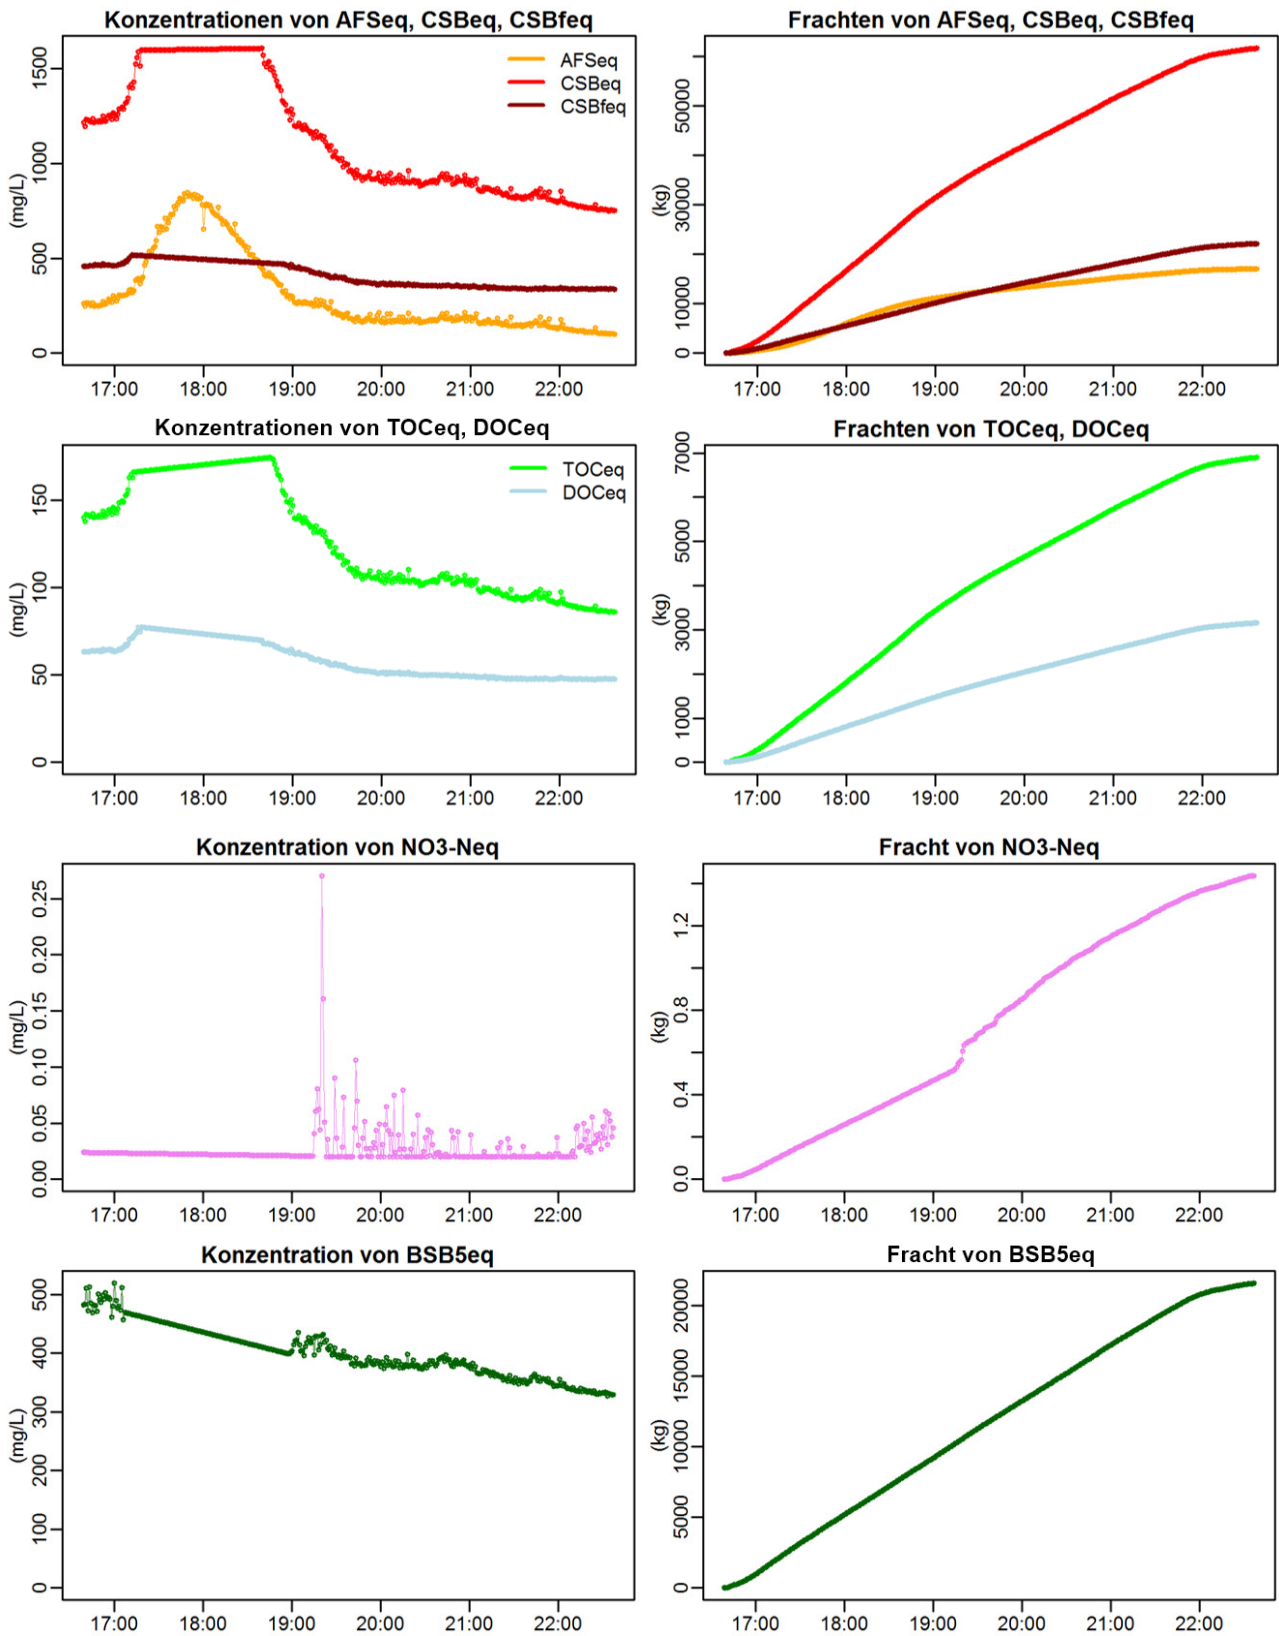 Konzentrationen von AFSeq, CSBeq, CSBfeq
(mg/L)
1500
1000
500
0
AFSeq
CSBeq
CSBfeq
17:00 18:00 19:00 20:00 21:00 22:00
Frachten von AFSeq, CSBeq, CSBfeq
(kg)
50000
30000
10000
0
17:00 18:00 19:00 20:00 21:00 22:00
Konzentrationen von TOCeq, DOCeq
(mg/L)
150
100
50
0
TOCeq
DOCeq
17:00 18:00 19:00 20:00 21:00 22:00
Frachten von TOCeq, DOCeq
(kg)
7000
5000
3000
1000
0
17:00 18:00 19:00 20:00 21:00 22:00
Konzentration von NO3-Neq
(mg/L)
0.25
0.20
0.15
0.10
0.05
0.00
17:00 18:00 19:00 20:00 21:00 22:00
Fracht von NO3-Neq
(kg)
1.2
0.8
0.4
0.0
17:00 18:00 19:00 20:00 21:00 22:00
Konzentration von BSB5eq
(mg/L)
500
400
300
200
100
0
17:00 18:00 19:00 20:00 21:00 22:00
Fracht von BSB5eq
(kg)
20000
15000
10000
5000
0
17:00 18:00 19:00 20:00 21:00 22:00